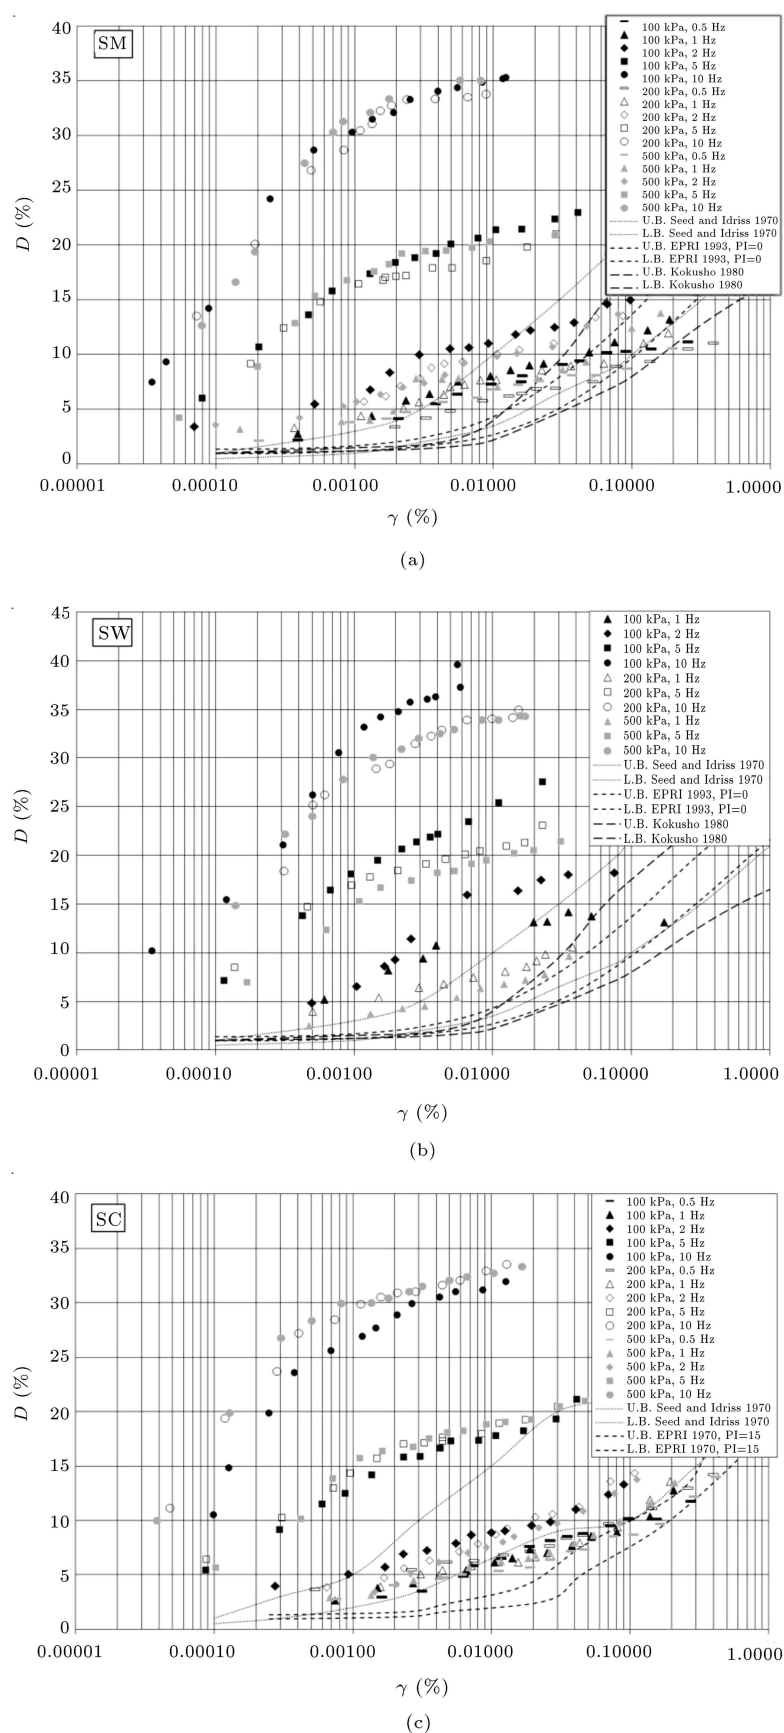 SM
40
35
30
25
20
15
10
5
0
D (%)
0.00001
0.00010
0.00100
0.01000
0.10000
1.0000
γ (%)
100 kPa, 0.5 Hz
100 kPa, 1 Hz
100 kPa, 2 Hz
100 kPa, 5 Hz
100 kPa, 10 Hz
200 kPa, 0.5 Hz
200 kPa, 1 Hz
200 kPa, 2 Hz
200 kPa, 5 Hz
200 kPa, 10 Hz
500 kPa, 0.5 Hz
500 kPa, 1 Hz
500 kPa, 2 Hz
500 kPa, 5 Hz
500 kPa, 10 Hz
U.B. Seed and Idriss 1970
L.B. Seed and Idriss 1970
U.B. EPRI 1993, PI=0
L.B. EPRI 1993, PI=0
U.B. Kokusho 1980
L.B. Kokusho 1980
(a)
SW
45
40
35
30
25
20
15
10
5
0
D (%)
0.00001
0.00010
0.00100
0.01000
0.10000
1.0000
γ (%)
100 kPa, 1 Hz
100 kPa, 2 Hz
100 kPa, 5 Hz
100 kPa, 10 Hz
200 kPa, 1 Hz
200 kPa, 5 Hz
200 kPa, 10 Hz
500 kPa, 1 Hz
500 kPa, 5 Hz
500 kPa, 10 Hz
U.B. Seed and Idriss 1970
L.B. Seed and Idriss 1970
U.B. EPRI 1993, PI=0
L.B. EPRI 1993, PI=0
U.B. Kokusho 1980
L.B. Kokusho 1980
(b)
SC
40
35
30
25
20
15
10
5
0
D (%)
0.00001
0.00010
0.00100
0.01000
0.10000
1.0000
γ (%)
100 kPa, 0.5 Hz
100 kPa, 1 Hz
100 kPa, 2 Hz
100 kPa, 5 Hz
100 kPa, 10 Hz
200 kPa, 0.5 Hz
200 kPa, 1 Hz
200 kPa, 2 Hz
200 kPa, 5 Hz
200 kPa, 10 Hz
500 kPa, 0.5 Hz
500 kPa, 1 Hz
500 kPa, 2 Hz
500 kPa, 5 Hz
500 kPa, 10 Hz
U.B. Seed and Idriss 1970
L.B. Seed and Idriss 1970
U.B. EPRI 1970, PI=15
L.B. EPRI 1970, PI=15
(c)